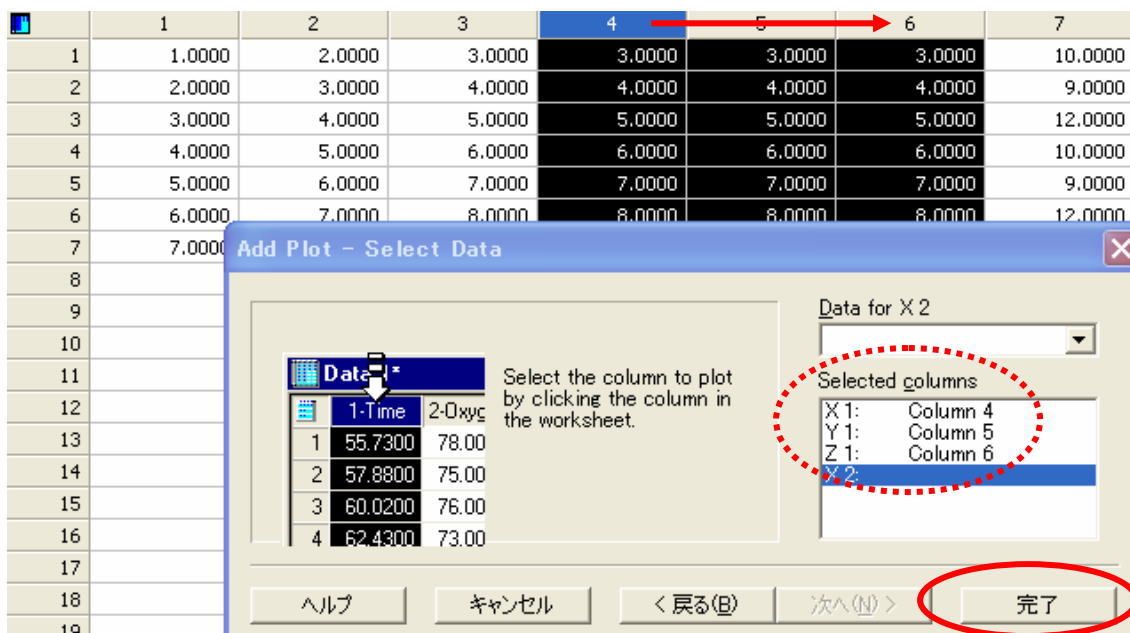 1 2 3 4 5 6 7
1 1.0000 2.0000 3.0000 3.0000 3.0000 3.0000 10.0000
2 2.0000 3.0000 4.0000 4.0000 4.0000 4.0000 9.0000
3 3.0000 4.0000 5.0000 5.0000 5.0000 5.0000 12.0000
4 4.0000 5.0000 6.0000 6.0000 6.0000 6.0000 10.0000
5 5.0000 6.0000 7.0000 7.0000 7.0000 7.0000 9.0000
6 6.0000 7.0000 8.0000 8.0000 8.0000 8.0000 12.0000
7 7.0000
8
9
10
11
12
13
14
15
16
17
18
19
Add Plot - Select Data
Data 1*
1-Time 2-Oxyg
1 55.7300 78.00
2 57.8800 75.00
3 60.0200 76.00
4 62.4300 73.00
Select the column to plot
by clicking the column in
the worksheet.
Data for X 2
Selected columns
X 1: Column 4
Y 1: Column 5
Z 1: Column 6
X 2:
ヘルプ キャンセル < 戻る(B) 次へ(N) > 完了